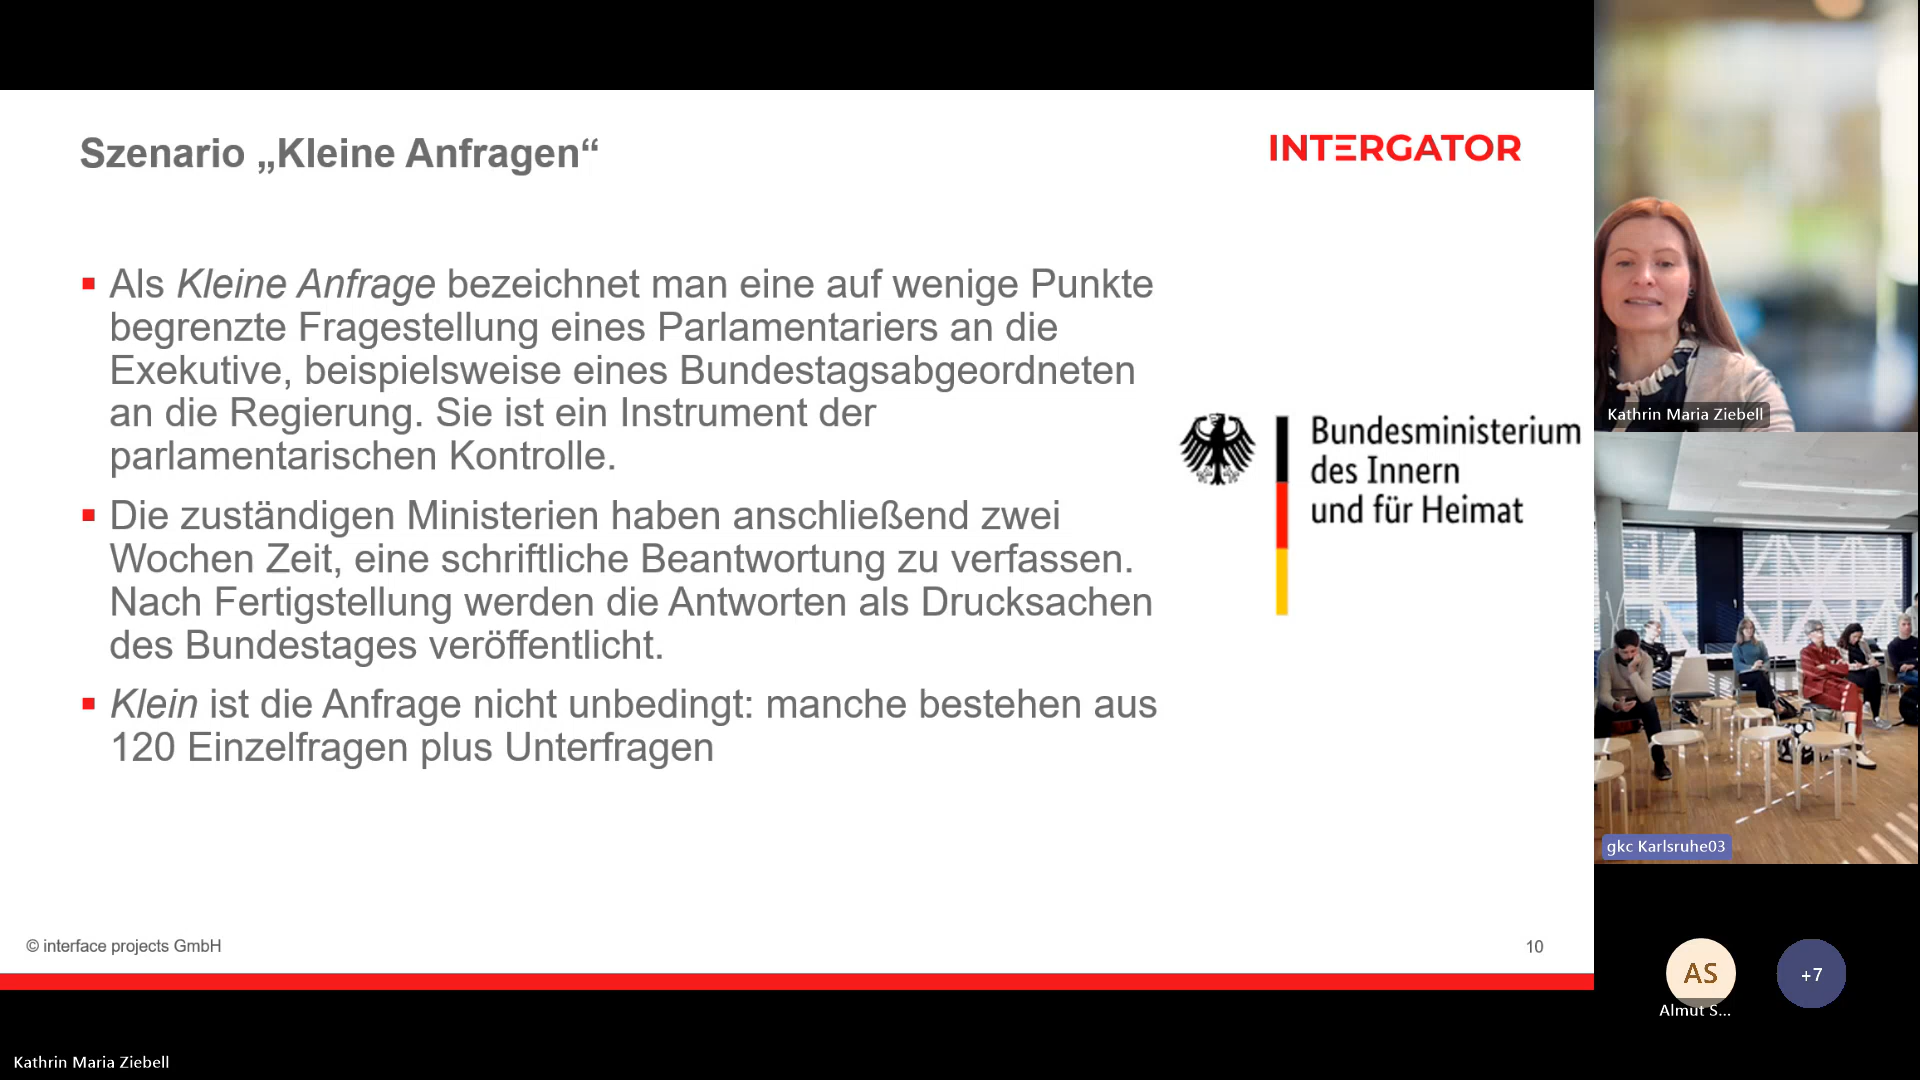 Szenario „Kleine Anfragen“
INTERGATOR
Als Kleine Anfrage bezeichnet man eine auf wenige Punkte
begrenzte Fragestellung eines Parlamentariers an die
Exekutive, beispielsweise eines Bundestagsabgeordneten
an die Regierung. Sie ist ein Instrument der
parlamentarischen Kontrolle.
Die zuständigen Ministerien haben anschließend zwei
Wochen Zeit, eine schriftliche Beantwortung zu verfassen.
Nach Fertigstellung werden die Antworten als Drucksachen
des Bundestages veröffentlicht.
Klein ist die Anfrage nicht unbedingt: manche bestehen aus
120 Einzelfragen plus Unterfragen
Bundesministerium
des Innern
und für Heimat
© interface projects GmbH
10
Kathrin Maria Ziebell
gkc Karlsruhe03
AS
Almut S...
+7
Kathrin Maria Ziebell